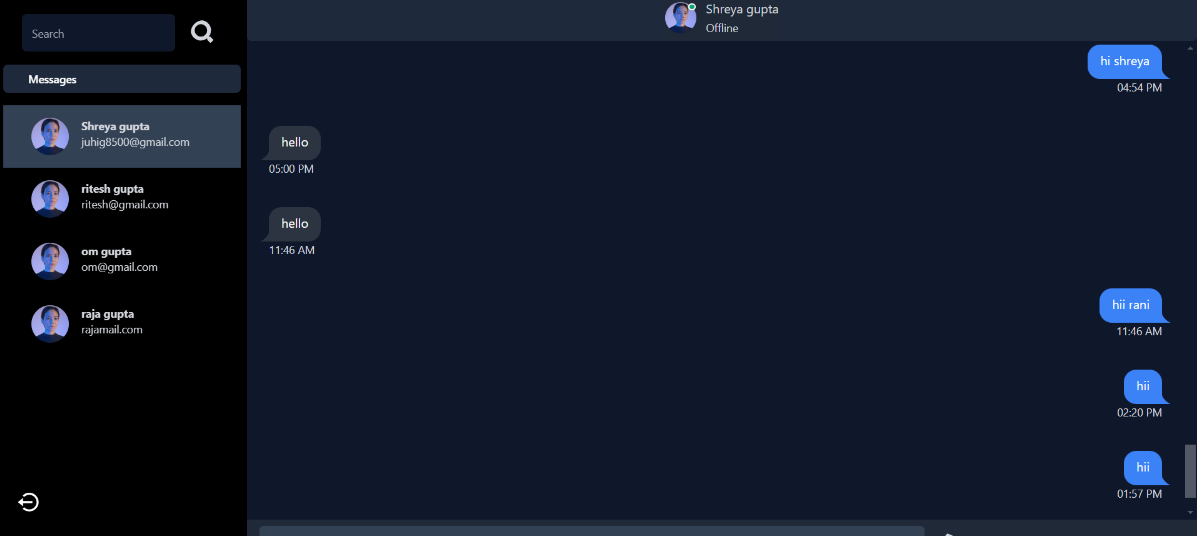 Search
Messages
Shreya gupta
juhig8500@gmail.com
ritesh gupta
ritesh@gmail.com
om gupta
om@gmail.com
raja gupta
rajamail.com
Shreya gupta
Offline
hi shreya
04:54 PM
hello
05:00 PM
hello
11:46 AM
hii rani
11:46 AM
hii
02:20 PM
hii
01:57 PM